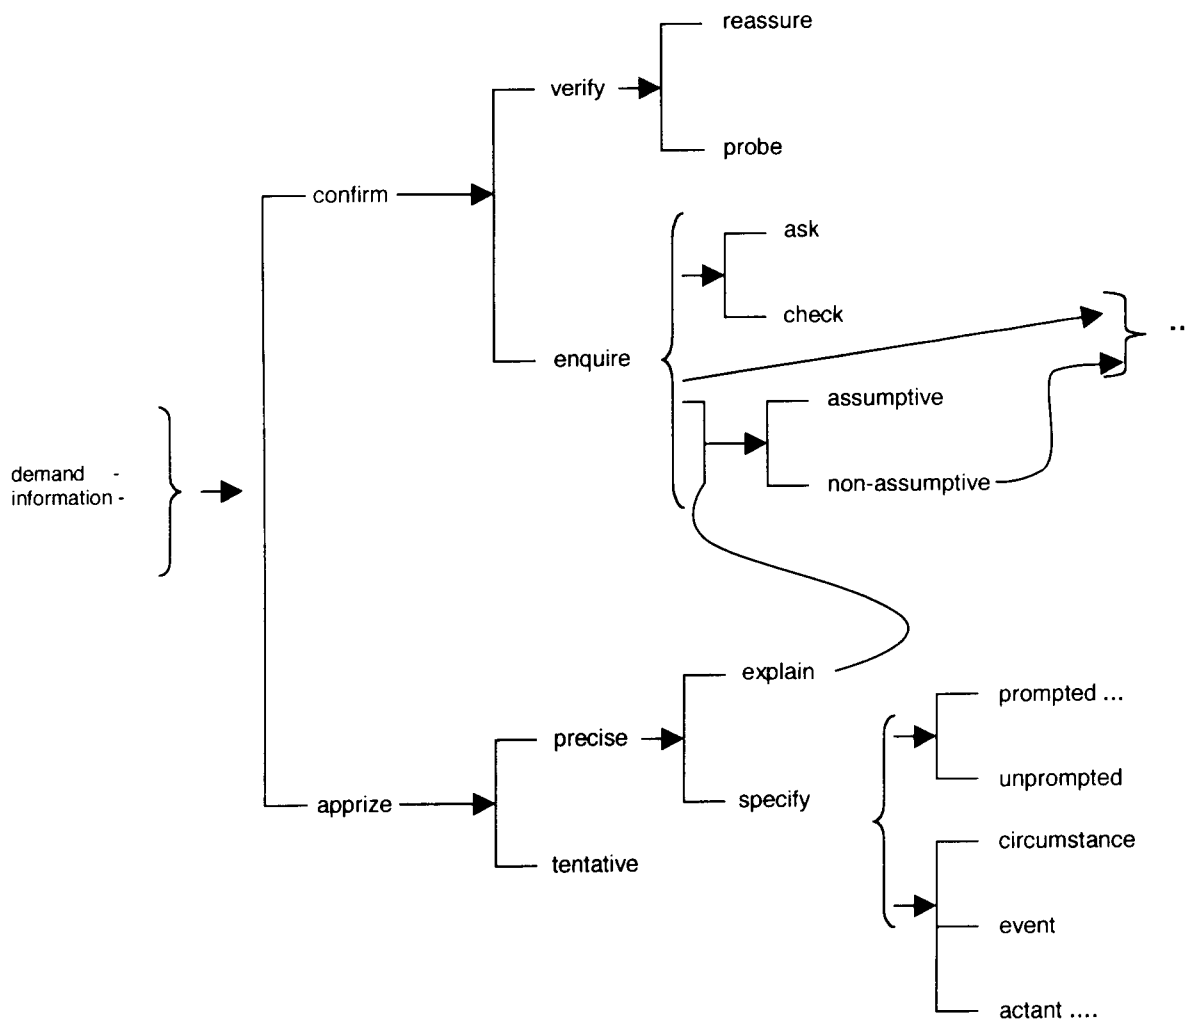 reassure
verify
probe
confirm
ask
check
..
enquire
assumptive
demand -
information -
non-assumptive
explain
prompted ...
precise
unprompted
specify
apprize
circumstance
tentative
event
actant ....